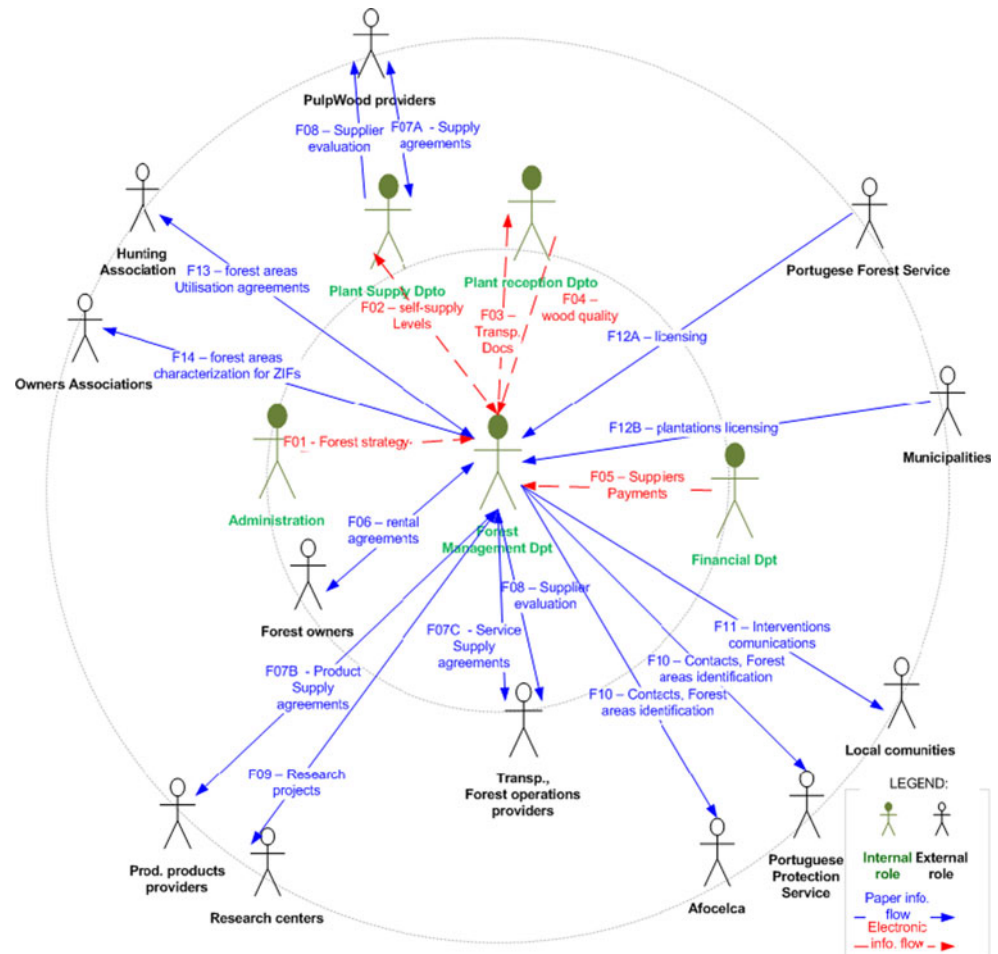 PulpWood providers
F08 – Supplier
evaluation
F07A - Supply
agreements
Hunting
Association
F13 – forest areas
Utilisation agreements
Plant Supply Dpto
Plant reception Dpto
Portugese Forest Service
F02 – self-supply
Levels
F03 –
Transp.
Docs
F04 –
wood quality
F12A – licensing
Owners Associations
F14 – forest areas
characterization for ZIFs
F01 - Forest strategy
F12B – plantations licensing
Municipalities
F05 – Suppliers
Payments
Administration
F06 – rental
agreements
Forest
Management Dpt
Financial Dpt
Forest owners
F08 – Supplier
evaluation
F07C - Service
Supply
agreements
F11 – Interventions
comunications
F07B - Product
Supply
agreements
F10 – Contacts, Forest
areas identification
F10 – Contacts, Forest
areas identification
Local comunities
F09 – Research
projects
Transp.,
Forest operations
providers
Prod. products
providers
Research centers
Afocelca
Portuguese
Protection
Service
LEGEND:
Internal
role
External
role
Paper info.
flow
Electronic
info. flow